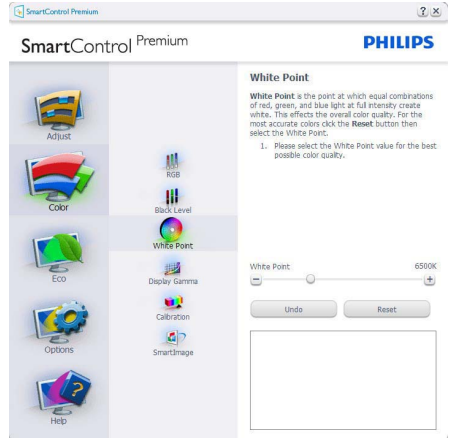 SmartControl Premium
? ×
SmartControl Premium
PHILIPS
Adjust
Color
Eco
Options
Help
RGB
Black Level
White Point
Display Gamma
Calibration
SmartImage
White Point
White Point is the point at which equal combinations
of red, green, and blue light at full intensity create
white. This effects the overall color quality. For the
most accurate colors click the Reset button then
select the White Point.
1. Please select the White Point value for the best
possible color quality.
White Point 6500K
− +
Undo Reset